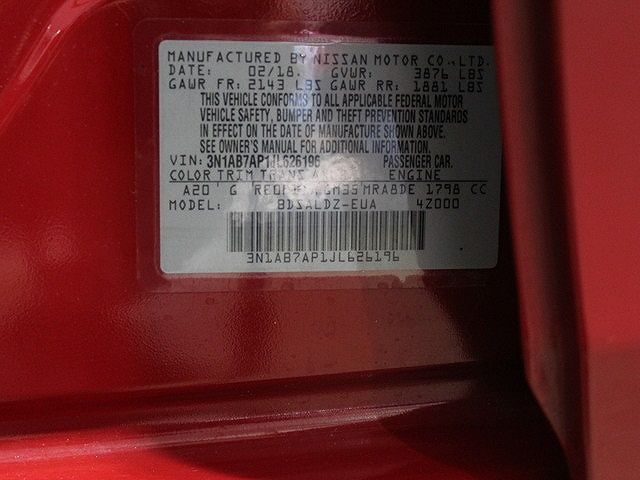 MANUFACTURED BY NISSAN MOTOR CO.,LTD.
DATE: 02/18. GVWR: 3876 LBS
GAWR FR: 2143 LBS GAWR RR: 1881 LBS
THIS VEHICLE CONFORMS TO ALL APPLICABLE FEDERAL MOTOR
VEHICLE SAFETY, BUMPER AND THEFT PREVENTION STANDARDS
IN EFFECT ON THE DATE OF MANUFACTURE SHOWN ABOVE.
SEE OWNER'S MANUAL FOR ADDITIONAL INFORMATION.
VIN: 3N1AB7AP1JL626196 PASSENGER CAR.
COLOR TRIM TRANS ENGINE
A20 G MRA8DE 1798 CC
MODEL: BDSALDZ-EUA 4Z000
3N1AB7AP1JL626196